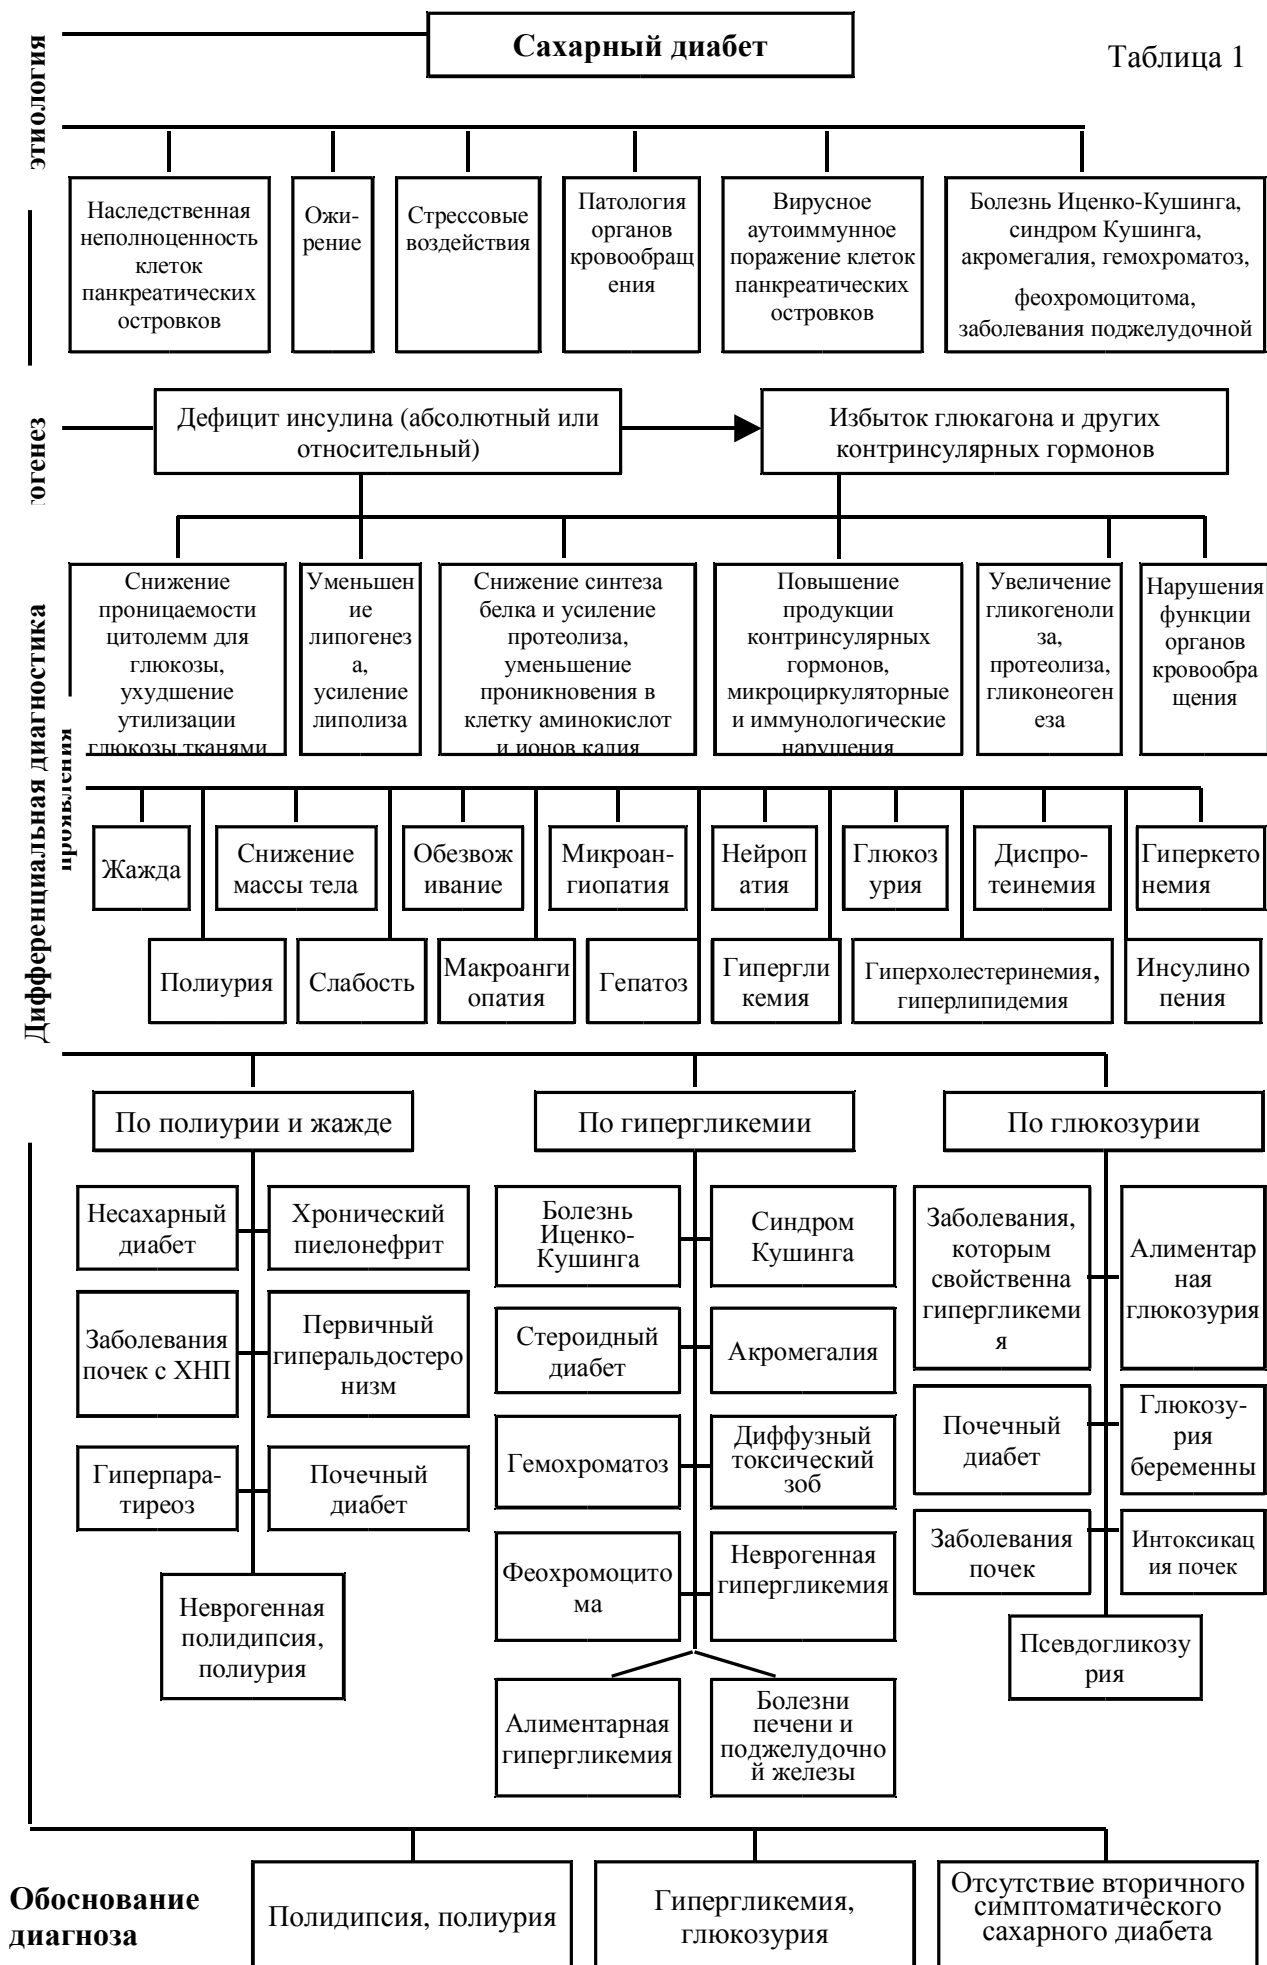 Сахарный диабет
Таблица 1
этиология
Наследственная
неполноценность
клеток
панкреатических
островков
Ожи-
рение
Стрессовые
воздействия
Патология
органов
кровообращ
ения
Вирусное
аутоиммунное
поражение клеток
панкреатических
островков
Болезнь Иценко-Кушинга,
синдром Кушинга,
акромегалия, гемохроматоз,
феохромоцитома,
заболевания поджелудочной
огенез
Дефицит инсулина (абсолютный или
относительный)
Избыток глюкагона и других
контринсулярных гормонов
Снижение
проницаемости
цитолемм для
глюкозы,
ухудшение
утилизации
глюкозы тканями
Уменьшен
ие
липогенез
а,
усиление
липолиза
Снижение синтеза
белка и усиление
протеолиза,
уменьшение
проникновения в
клетку аминокислот
и ионов калия
Повышение
продукции
контринсулярных
гормонов,
микроциркуляторные
и иммунологические
нарушения
Увеличение
гликогеноли
за,
протеолиза,
гликонеоген
еза
Нарушения
функции
органов
кровообра
щения
Дифференциальная диагностика
проявления
Жажда
Снижение
массы тела
Обезвож
ивание
Микроан-
гиопатия
Нейроп
атия
Глюкоз
урия
Диспро-
теинемия
Гиперкето
немия
Полиурия
Слабость
Макроанги
опатия
Гепатоз
Гипергли
кемия
Гиперхолестеринемия,
гиперлипидемия
Инсулино
пения
По полиурии и жажде
По гипергликемии
По глюкозурии
Несахарный
диабет
Хронический
пиелонефрит
Заболевания
почек с ХНП
Первичный
гиперальдостеро
низм
Гиперпара-
тиреоз
Почечный
диабет
Неврогенная
полидипсия,
полиурия
Болезнь
Иценко-
Кушинга
Синдром
Кушинга
Стероидный
диабет
Акромегалия
Гемохроматоз
Диффузный
токсический
зоб
Феохромоцито
ма
Неврогенная
гипергликемия
Алиментарная
гипергликемия
Болезни
печени и
поджелудочно
й железы
Заболевания,
которым
свойственна
гипергликеми
я
Алиментар
ная
глюкозурия
Почечный
диабет
Глюкозу-
рия
беременны
Заболевания
почек
Интоксикац
ия почек
Псевдогликозу
рия
Обоснование
диагноза
Полидипсия, полиурия
Гипергликемия,
глюкозурия
Отсутствие вторичного
симптоматического
сахарного диабета